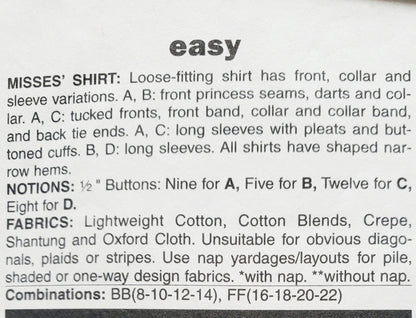 easy
MISSES' SHIRT: Loose-fitting shirt has front, collar and
sleeve variations. A, B: front princess seams, darts and col-
lar. A, C: tucked fronts, front band, collar and collar band,
and back tie ends. A, C: long sleeves with pleats and but-
toned cuffs. B, D: long sleeves. All shirts have shaped nar-
row hems.
NOTIONS: ½" Buttons: Nine for A, Five for B, Twelve for C,
Eight for D.
FABRICS: Lightweight Cotton, Cotton Blends, Crepe,
Shantung and Oxford Cloth. Unsuitable for obvious diago-
nals, plaids or stripes. Use nap yardages/layouts for pile,
shaded or one-way design fabrics. *with nap. **without nap.
Combinations: BB(8-10-12-14), FF(16-18-20-22)